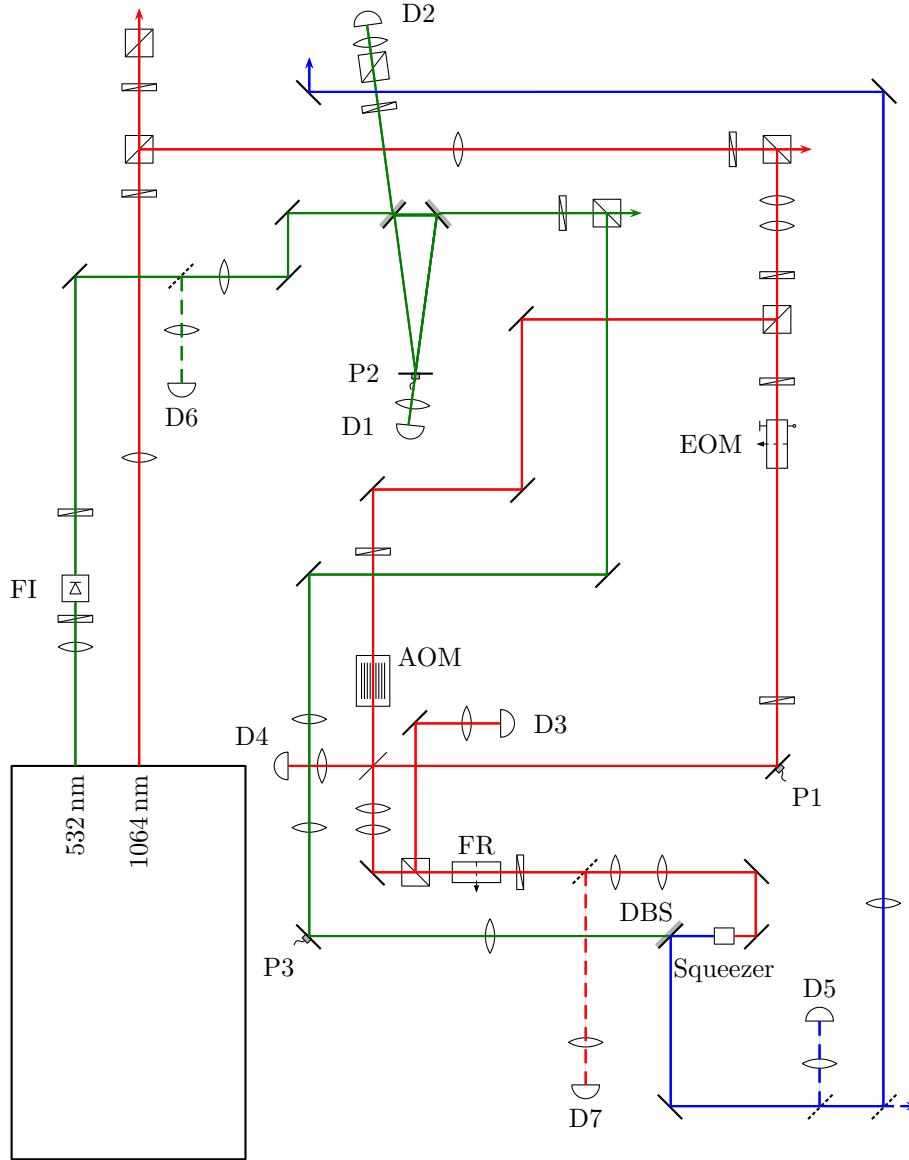 D2
P2
D1
D6
EOM
FI
AOM
D4
D3
P1
532 nm
1064 nm
FR
DBS
P3
Squeezer
D5
D7